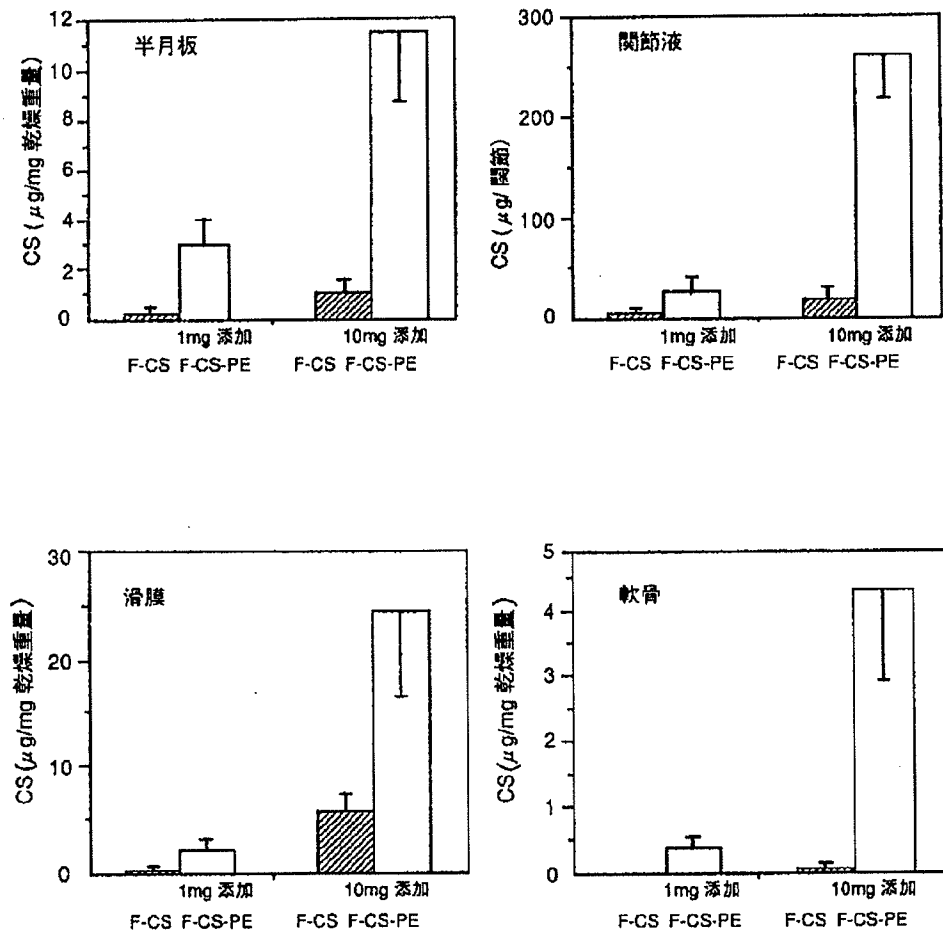 半月板
CS ( μg/mg 乾燥重量)
12
10
8
6
4
2
0
1mg 添加
10mg 添加
F-CS F-CS-PE
F-CS F-CS-PE
関節液
CS (μg/ 関節)
300
200
100
0
1mg 添加
10mg 添加
F-CS F-CS-PE
F-CS F-CS-PE
滑膜
CS (μg/mg 乾燥重量)
30
20
10
0
1mg 添加
10mg 添加
F-CS F-CS-PE
F-CS F-CS-PE
軟骨
CS (μg/mg 乾燥重量)
5
4
3
2
1
0
1mg 添加
10mg 添加
F-CS F-CS-PE
F-CS F-CS-PE